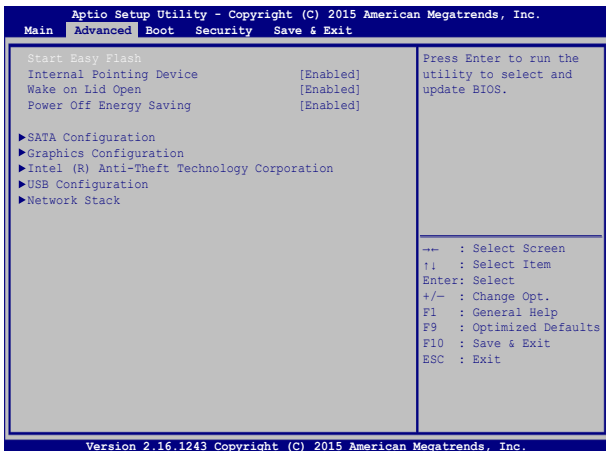 Aptio Setup Utility - Copyright (C) 2015 American Megatrends, Inc.
Main Advanced Boot Security Save & Exit
Start Easy Flash
Internal Pointing Device [Enabled]
Wake on Lid Open [Enabled]
Power Off Energy Saving [Enabled]
▶SATA Configuration
▶Graphics Configuration
▶Intel (R) Anti-Theft Technology Corporation
▶USB Configuration
▶Network Stack
Press Enter to run the
utility to select and
update BIOS.
→← : Select Screen
↑↓ : Select Item
Enter: Select
+/— : Change Opt.
F1 : General Help
F9 : Optimized Defaults
F10 : Save & Exit
ESC : Exit
Version 2.16.1243 Copyright (C) 2015 American Megatrends, Inc.